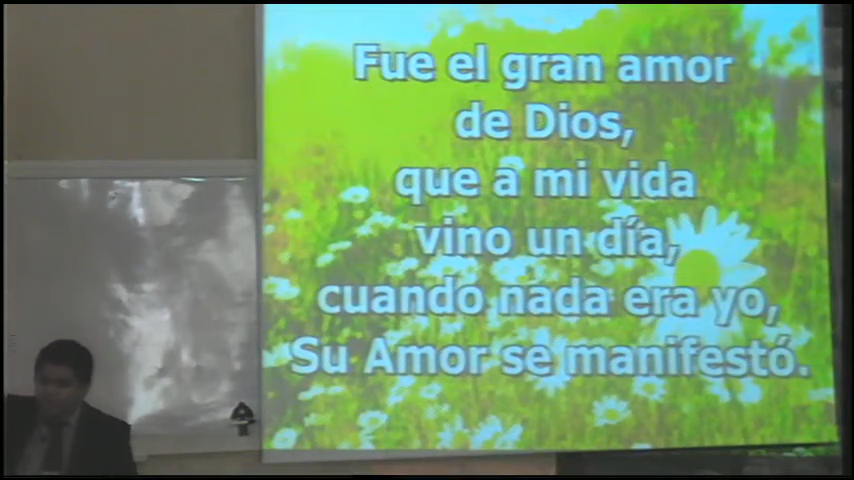 Fue el gran amor
de Dios,
que a mi vida
vino un día,
cuando nada era yo,
Su Amor se manifestó.